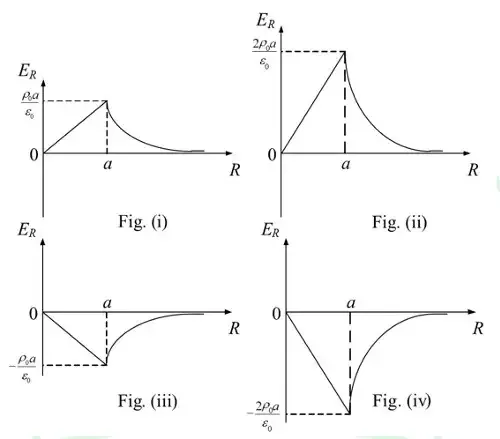 E_R
ρ₀a/ε₀
0
a
R
Fig. (i)
E_R
2ρ₀a/ε₀
0
a
R
Fig. (ii)
E_R
0
a
R
-ρ₀a/ε₀
Fig. (iii)
E_R
0
a
R
-2ρ₀a/ε₀
Fig. (iv)